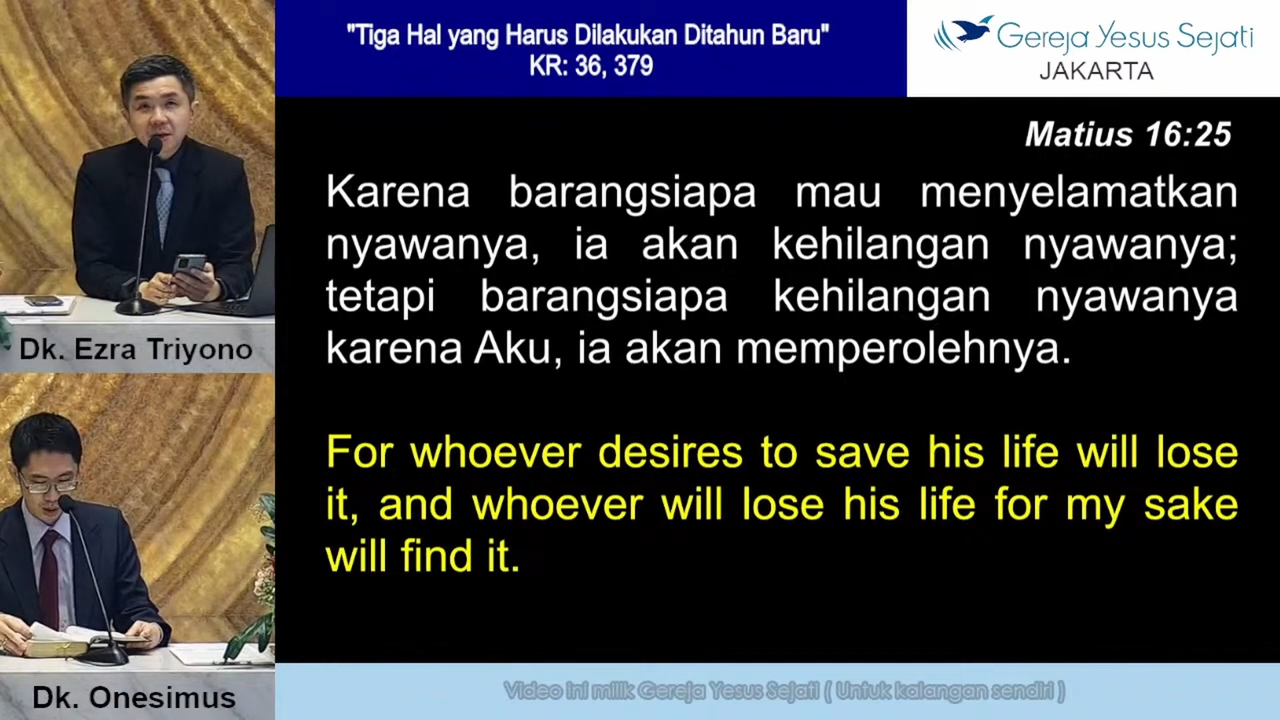 "Tiga Hal yang Harus Dilakukan Ditahun Baru"
KR: 36, 379
Gereja Yesus Sejati
JAKARTA
Matius 16:25
Karena barangsiapa mau menyelamatkan
nyawanya, ia akan kehilangan nyawanya;
tetapi barangsiapa kehilangan nyawanya
karena Aku, ia akan memperolehnya.
For whoever desires to save his life will lose
it, and whoever will lose his life for my sake
will find it.
Dk. Ezra Triyono
Dk. Onesimus
Video ini milik Gereja Yesus Sejati ( Untuk kalangan sendiri )